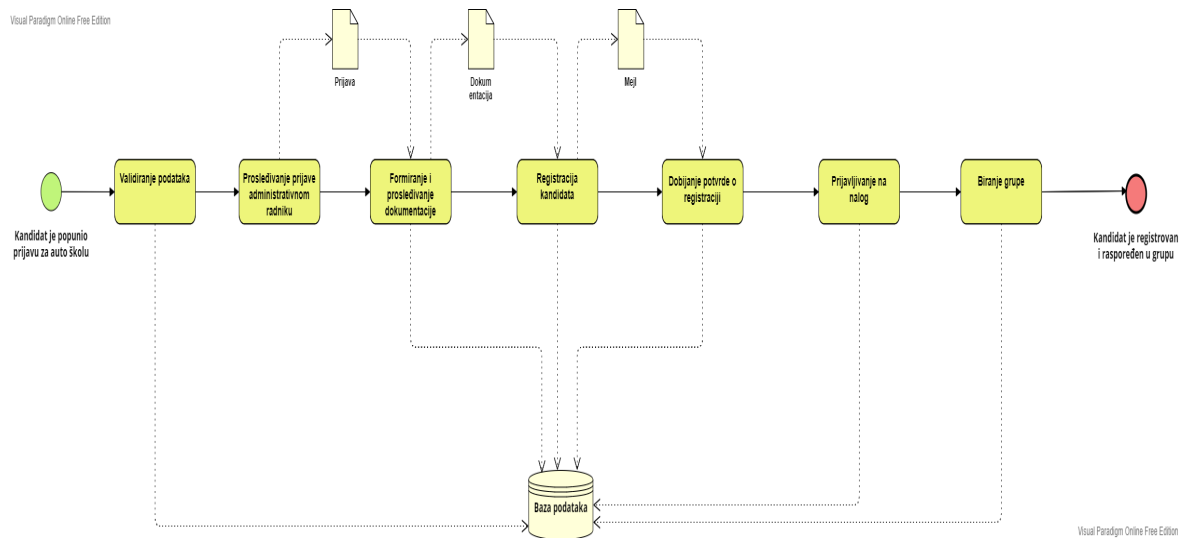 Visual Paradigm Online Free Edition
Prijava
Dokum
entacija
Mejl
Validiranje podataka
Prosleđivanje prijave
administrativnom
radniku
Formiranje i
prosleđivanje
dokumentacije
Registracija
kandidata
Dobijanje potvrde o
registraciji
Prijavljivanje na
nalog
Biranje grupe
Kandidat je popunio
prijavu za auto školu
Kandidat je registrovan
i raspoređen u grupu
Baza podataka
Visual Paradigm Online Free Edition